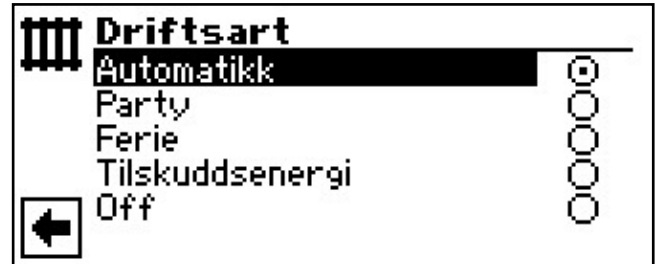 Driftsart
Automatikk
Party
Ferie
Tilskuddsenergi
Off